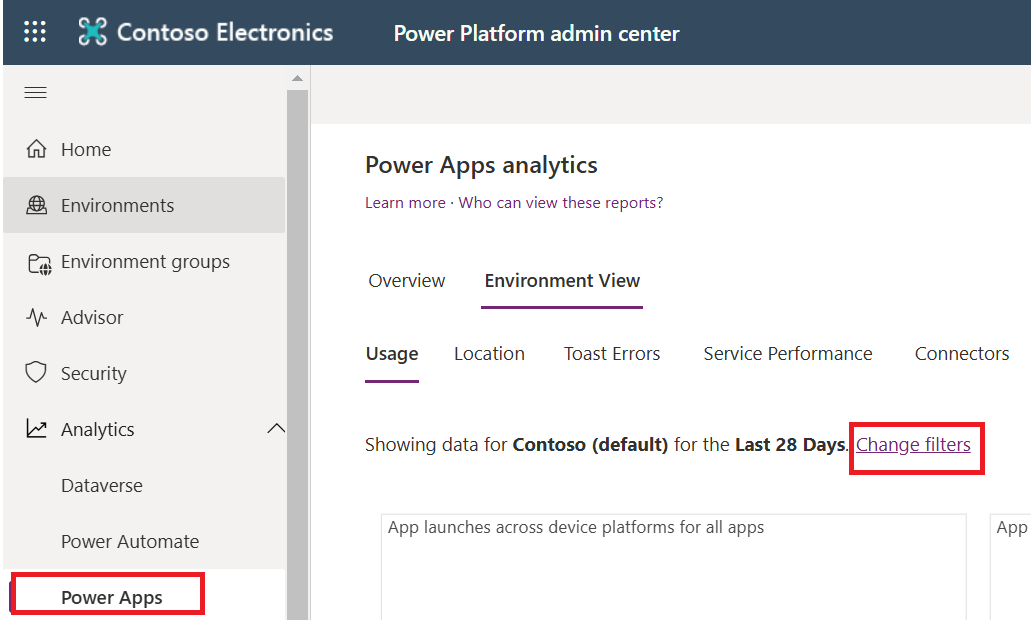 Contoso Electronics
Power Platform admin center
Home
Environments
Environment groups
Advisor
Security
Analytics
Dataverse
Power Automate
Power Apps
Power Apps analytics
Learn more · Who can view these reports?
Overview Environment View
Usage Location Toast Errors Service Performance Connectors
Showing data for Contoso (default) for the Last 28 Days. Change filters
App launches across device platforms for all apps
App